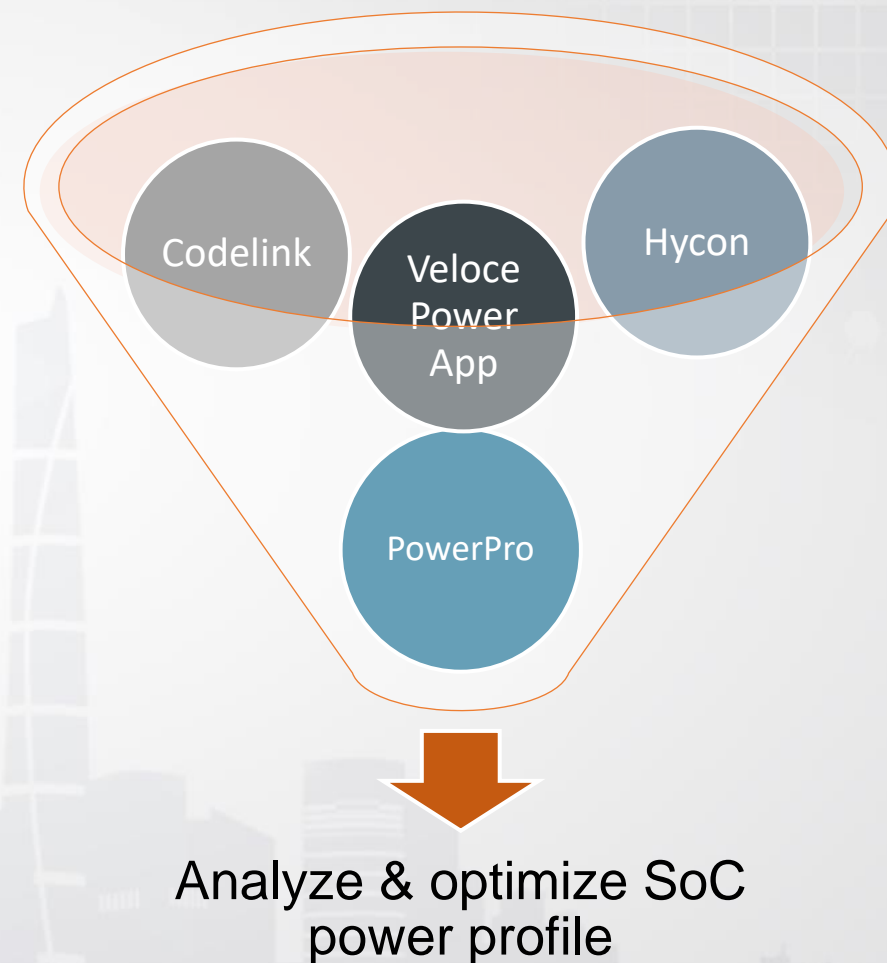 Codelink
Hycon
Veloce
Power
App
PowerPro
Analyze & optimize SoC
power profile